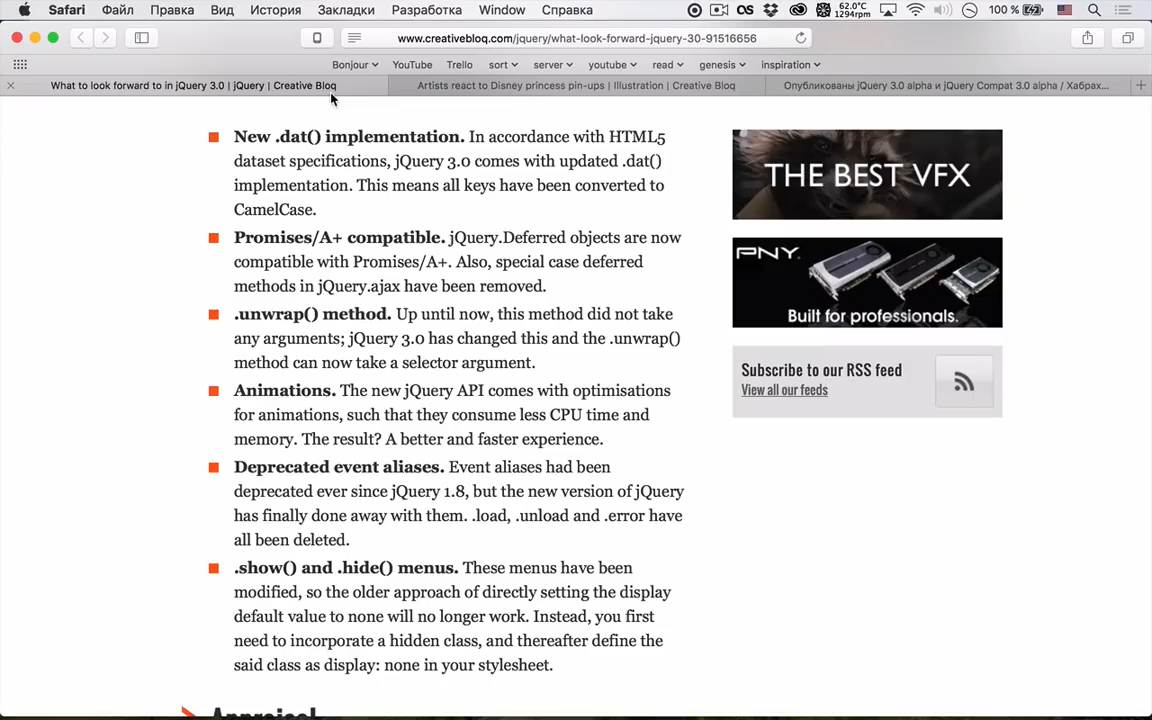 Safari Файл Правка Вид История Закладки Разработка Window Справка 62.0°C 1294rpm 100 %
www.creativebloq.com/jquery/what-look-forward-jquery-30-91516656
Bonjour YouTube Trello sort server youtube read genesis inspiration
What to look forward to in jQuery 3.0 | jQuery | Creative Bloq
Artists react to Disney princess pin-ups | Illustration | Creative Bloq
Опубликованы jQuery 3.0 alpha и jQuery Compat 3.0 alpha / Хабрах...
New .dat() implementation. In accordance with HTML5
dataset specifications, jQuery 3.0 comes with updated .dat()
implementation. This means all keys have been converted to
CamelCase.
Promises/A+ compatible. jQuery.Deferred objects are now
compatible with Promises/A+. Also, special case deferred
methods in jQuery.ajax have been removed.
.unwrap() method. Up until now, this method did not take
any arguments; jQuery 3.0 has changed this and the .unwrap()
method can now take a selector argument.
Animations. The new jQuery API comes with optimisations
for animations, such that they consume less CPU time and
memory. The result? A better and faster experience.
Deprecated event aliases. Event aliases had been
deprecated ever since jQuery 1.8, but the new version of jQuery
has finally done away with them. .load, .unload and .error have
all been deleted.
.show() and .hide() menus. These menus have been
modified, so the older approach of directly setting the display
default value to none will no longer work. Instead, you first
need to incorporate a hidden class, and thereafter define the
said class as display: none in your stylesheet.
Appraisal
THE BEST VFX
PNY.
Built for professionals.
Subscribe to our RSS feed
View all our feeds